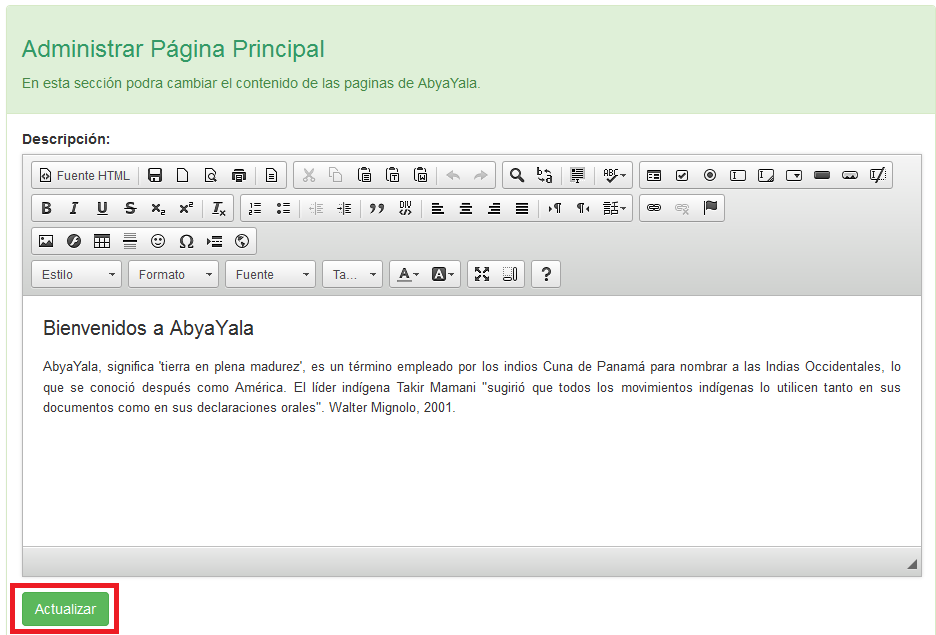 Administrar Página Principal
En esta sección podra cambiar el contenido de las paginas de AbyaYala.
Descripción:
Fuente HTML
Estilo Formato Fuente Ta... A A ?
Bienvenidos a AbyaYala
AbyaYala, significa 'tierra en plena madurez', es un término empleado por los indios Cuna de Panamá para nombrar a las Indias Occidentales, lo
que se conoció después como América. El líder indígena Takir Mamani "sugirió que todos los movimientos indígenas lo utilicen tanto en sus
documentos como en sus declaraciones orales". Walter Mignolo, 2001.
Actualizar